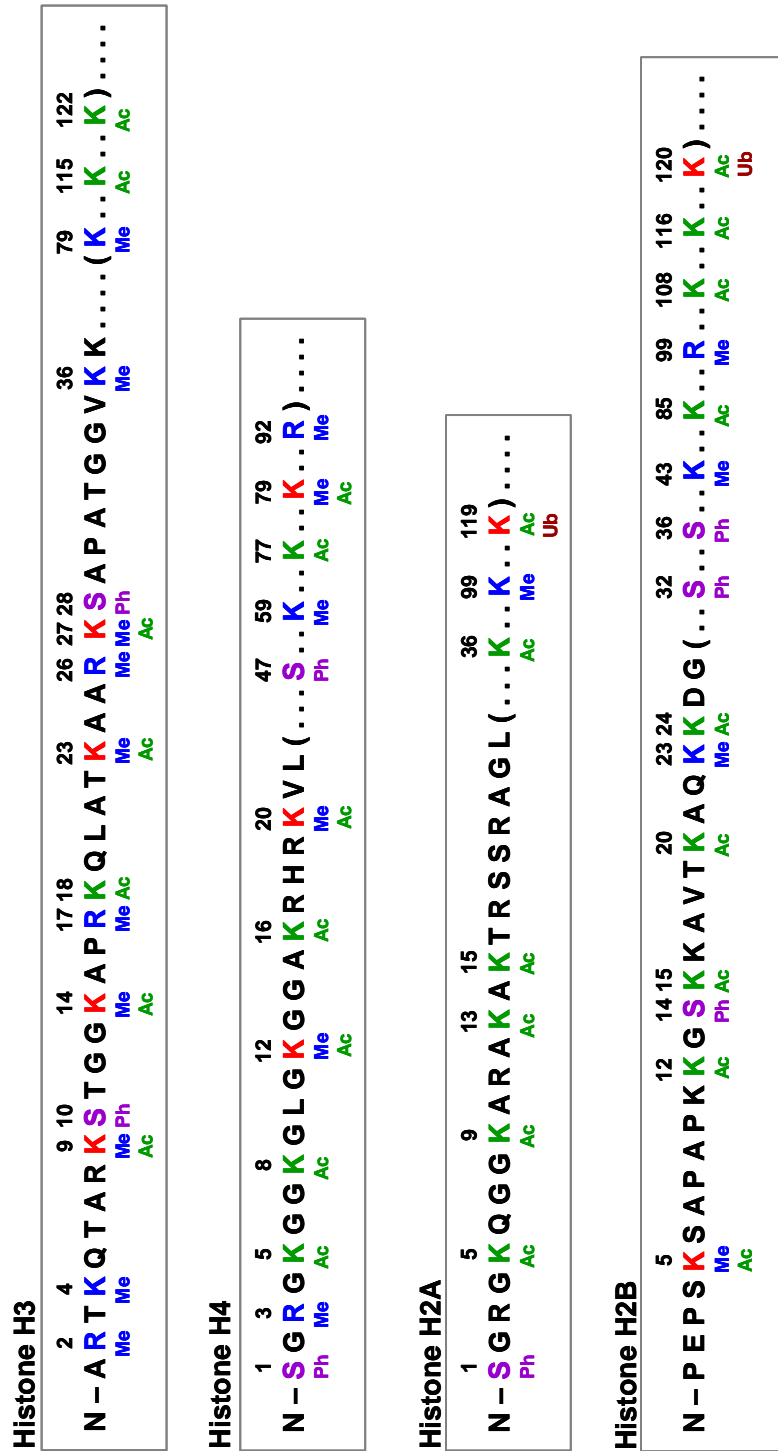 Histone H3
2 4 9 10 14 17 18 23 26 27 28 36 79 115 122
N – A R T K Q T A R K S T G G K A P R K Q L A T K A A R K S A P A T G G V K K . . . . ( K . . K . . K ) . . . .
Me Me Me Ph Me Me Ac Me Me Me Ph Me Me Ac Ac
Ac Ac Ac Ac
Histone H4
1 3 5 8 12 16 20 47 59 77 79 92
N – S G R G K G G K G L G K G G A K R H R K V L ( . . . S . . K . . K . . K . . R ) . . . .
Ph Me Ac Ac Me Ac Me Ph Me Ac Me Me
Ac Ac Ac
Histone H2A
1 5 9 13 15 36 99 119
N – S G R G K Q G G K A R A K A K T R S S R A G L ( . . . K . . K . . K ) . . . .
Ph Ac Ac Ac Ac Ac Me Ac
Ub
Histone H2B
5 12 14 15 20 23 24 32 36 43 85 99 108 116 120
N – P E P S K S A P A P K K G S K K A V T K A Q K K D G ( . . S . . S . . K . . K . . R . . K . . K . . K ) . . . .
Me Ac Ph Ac Ac Me Ac Ph Ph Me Ac Me Ac Ac Ac
Ac Ub